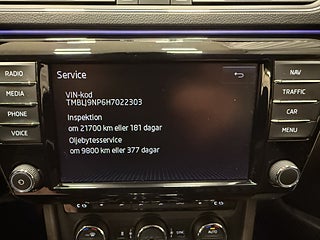 Service
VIN-kod
TMBLJ9NP6H7022303
Inspektion
om 21700 km eller 181 dagar
Oljebytesservice
om 9800 km eller 377 dagar
RADIO
MEDIA
PHONE
VOICE
NAV
TRAFFIC
CAR
MENU